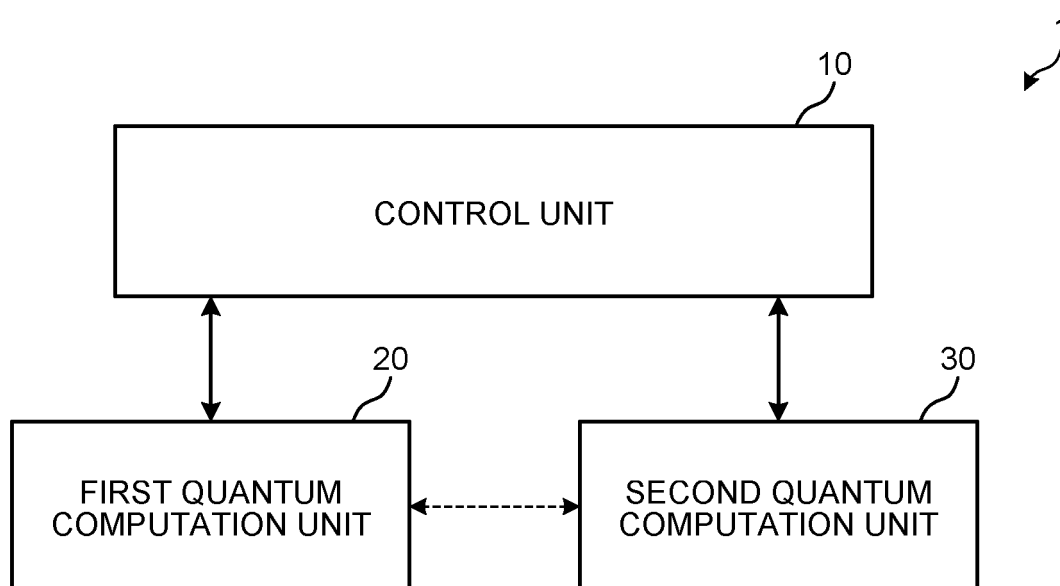 10
CONTROL UNIT
20
30
FIRST QUANTUM
COMPUTATION UNIT
SECOND QUANTUM
COMPUTATION UNIT